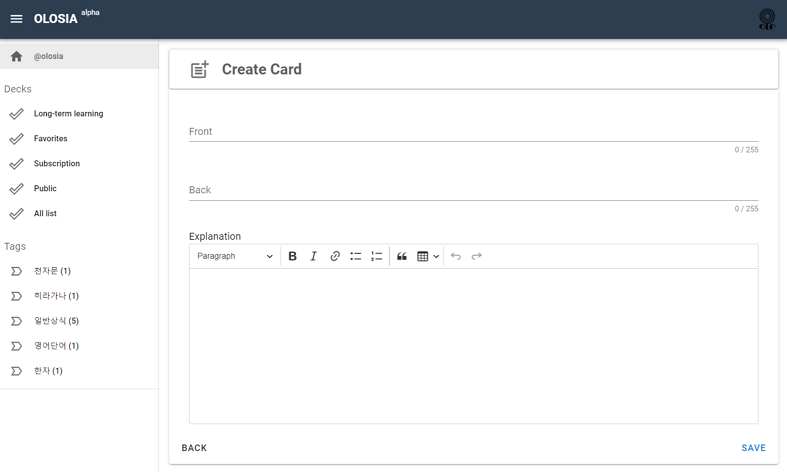 OLOSIA alpha
@olosia
Decks
Long-term learning
Favorites
Subscription
Public
All list
Tags
천자문 (1)
히라가나 (1)
일반상식 (5)
영어단어 (1)
한자 (1)
Create Card
Front
0 / 255
Back
0 / 255
Explanation
Paragraph
BACK
SAVE